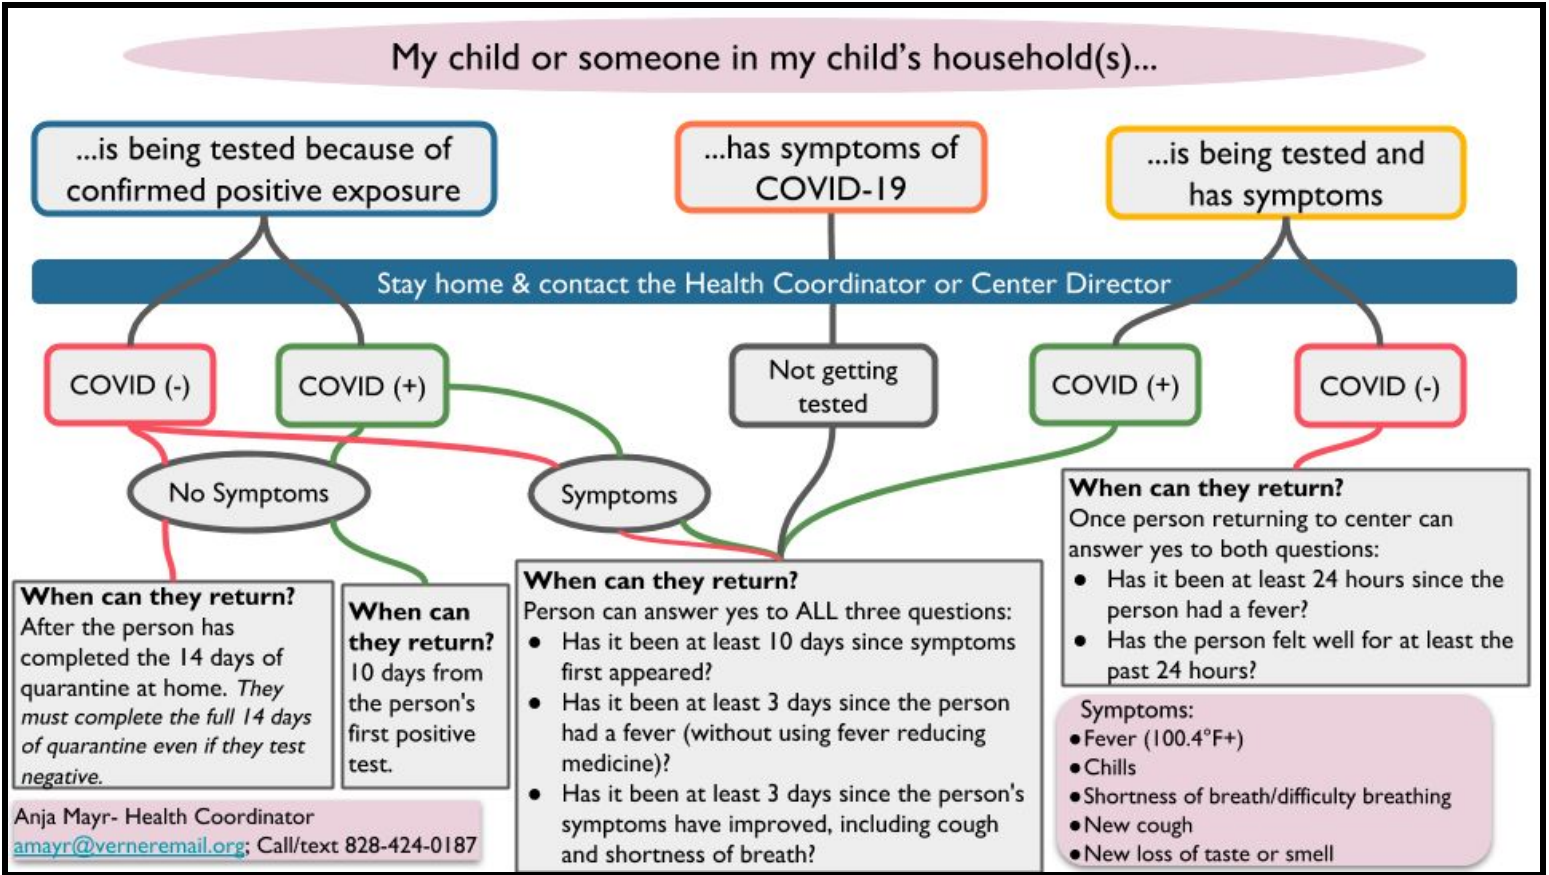 My child or someone in my child's household(s)...
...is being tested because of
confirmed positive exposure
...has symptoms of
COVID-19
...is being tested and
has symptoms
Stay home & contact the Health Coordinator or Center Director
COVID (-)
COVID (+)
Not getting
tested
COVID (+)
COVID (-)
No Symptoms
Symptoms
When can they return?
After the person has
completed the 14 days of
quarantine at home. They
must complete the full 14 days
of quarantine even if they test
negative.
When can
they return?
10 days from
the person's
first positive
test.
When can they return?
Person can answer yes to ALL three questions:
● Has it been at least 10 days since symptoms
first appeared?
● Has it been at least 3 days since the person
had a fever (without using fever reducing
medicine)?
● Has it been at least 3 days since the person's
symptoms have improved, including cough
and shortness of breath?
When can they return?
Once person returning to center can
answer yes to both questions:
● Has it been at least 24 hours since the
person had a fever?
● Has the person felt well for at least the
past 24 hours?
Symptoms:
●Fever (100.4°F+)
●Chills
●Shortness of breath/difficulty breathing
●New cough
●New loss of taste or smell
Anja Mayr- Health Coordinator
amayr@verneremail.org; Call/text 828-424-0187